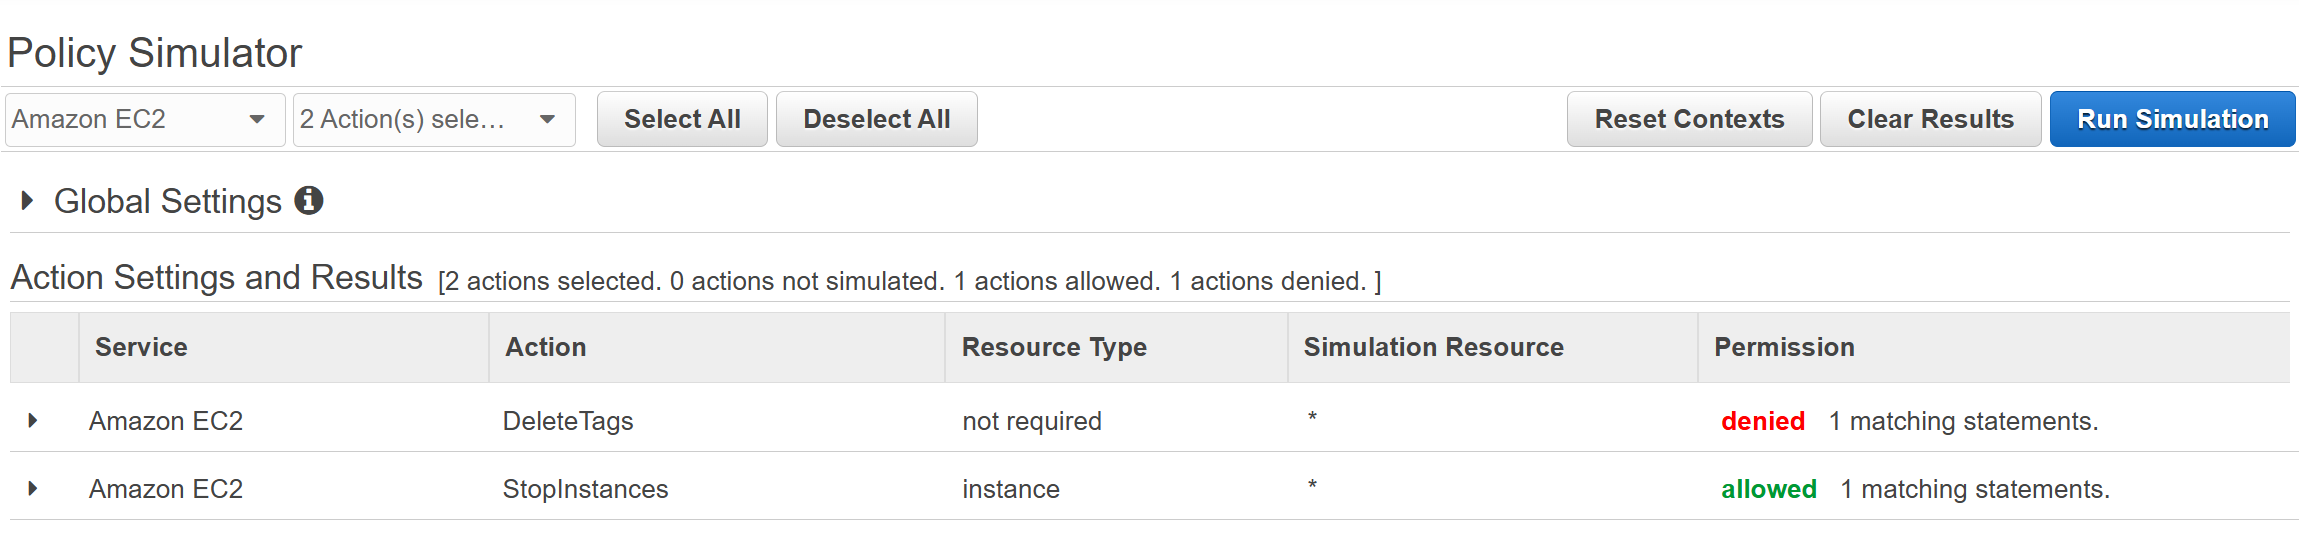 Policy Simulator
Amazon EC2 2 Action(s) sele... Select All Deselect All Reset Contexts Clear Results Run Simulation
Global Settings
Action Settings and Results [2 actions selected. 0 actions not simulated. 1 actions allowed. 1 actions denied. ]
Service Action Resource Type Simulation Resource Permission
Amazon EC2 DeleteTags not required * denied 1 matching statements.
Amazon EC2 StopInstances instance * allowed 1 matching statements.